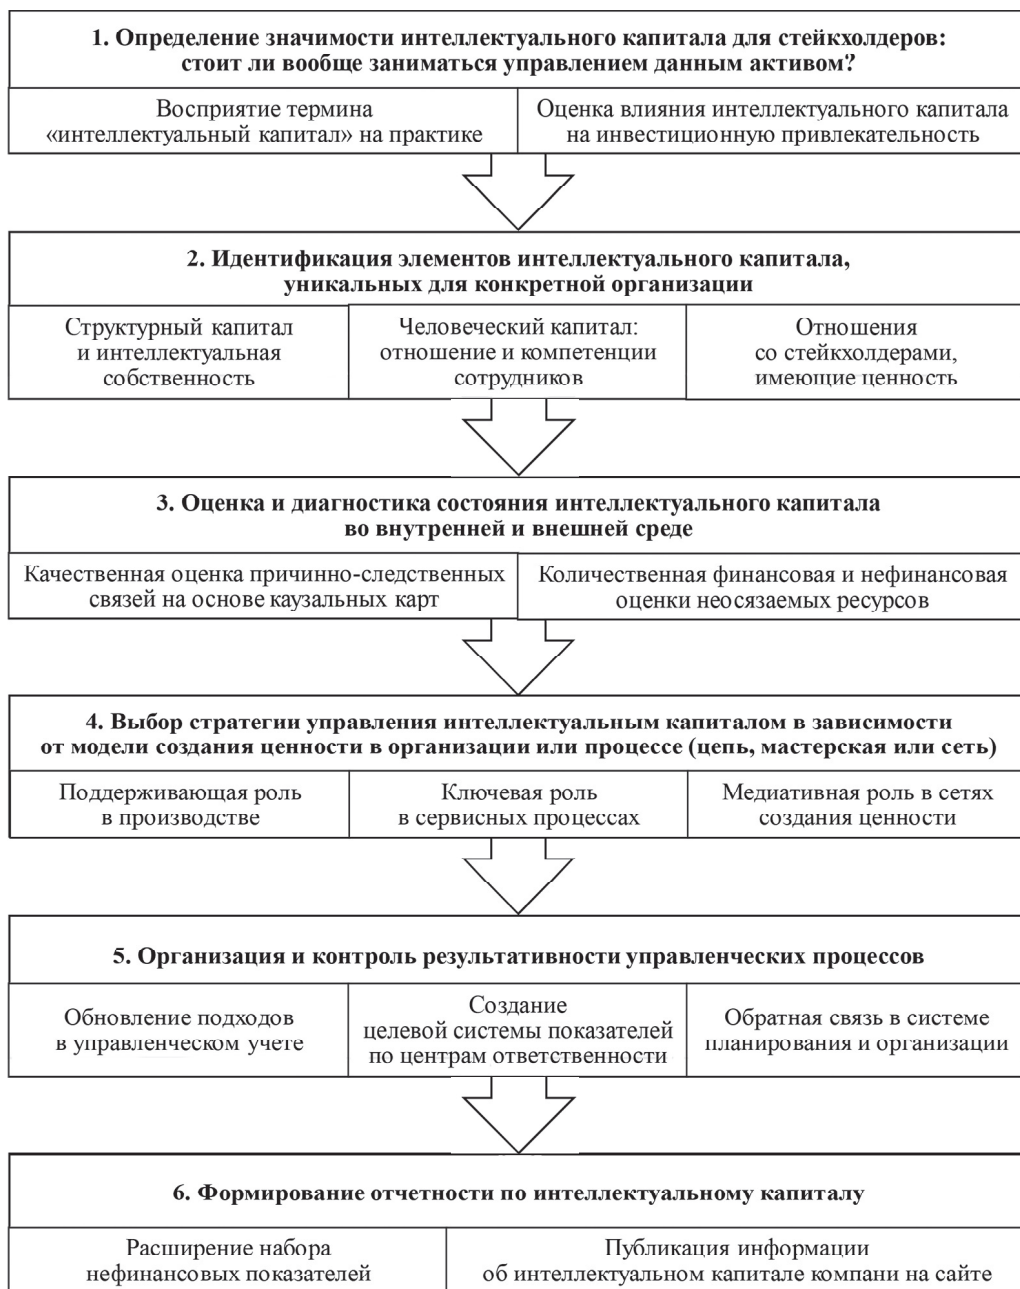 1. Определение значимости интеллектуального капитала для стейкхолдеров:
стоит ли вообще заниматься управлением данным активом?
Восприятие термина
«интеллектуальный капитал» на практике
Оценка влияния интеллектуального капитала
на инвестиционную привлекательность
2. Идентификация элементов интеллектуального капитала,
уникальных для конкретной организации
Структурный капитал
и интеллектуальная
собственность
Человеческий капитал:
отношение и компетенции
сотрудников
Отношения
со стейкхолдерами,
имеющие ценность
3. Оценка и диагностика состояния интеллектуального капитала
во внутренней и внешней среде
Качественная оценка причинно-следственных
связей на основе каузальных карт
Количественная финансовая и нефинансовая
оценки неосязаемых ресурсов
4. Выбор стратегии управления интеллектуальным капиталом в зависимости
от модели создания ценности в организации или процессе (цепь, мастерская или сеть)
Поддерживающая роль
в производстве
Ключевая роль
в сервисных процессах
Медиативная роль в сетях
создания ценности
5. Организация и контроль результативности управленческих процессов
Обновление подходов
в управленческом учете
Создание
целевой системы показателей
по центрам ответственности
Обратная связь в системе
планирования и организации
6. Формирование отчетности по интеллектуальному капиталу
Расширение набора
нефинансовых показателей
Публикация информации
об интеллектуальном капитале компани на сайте